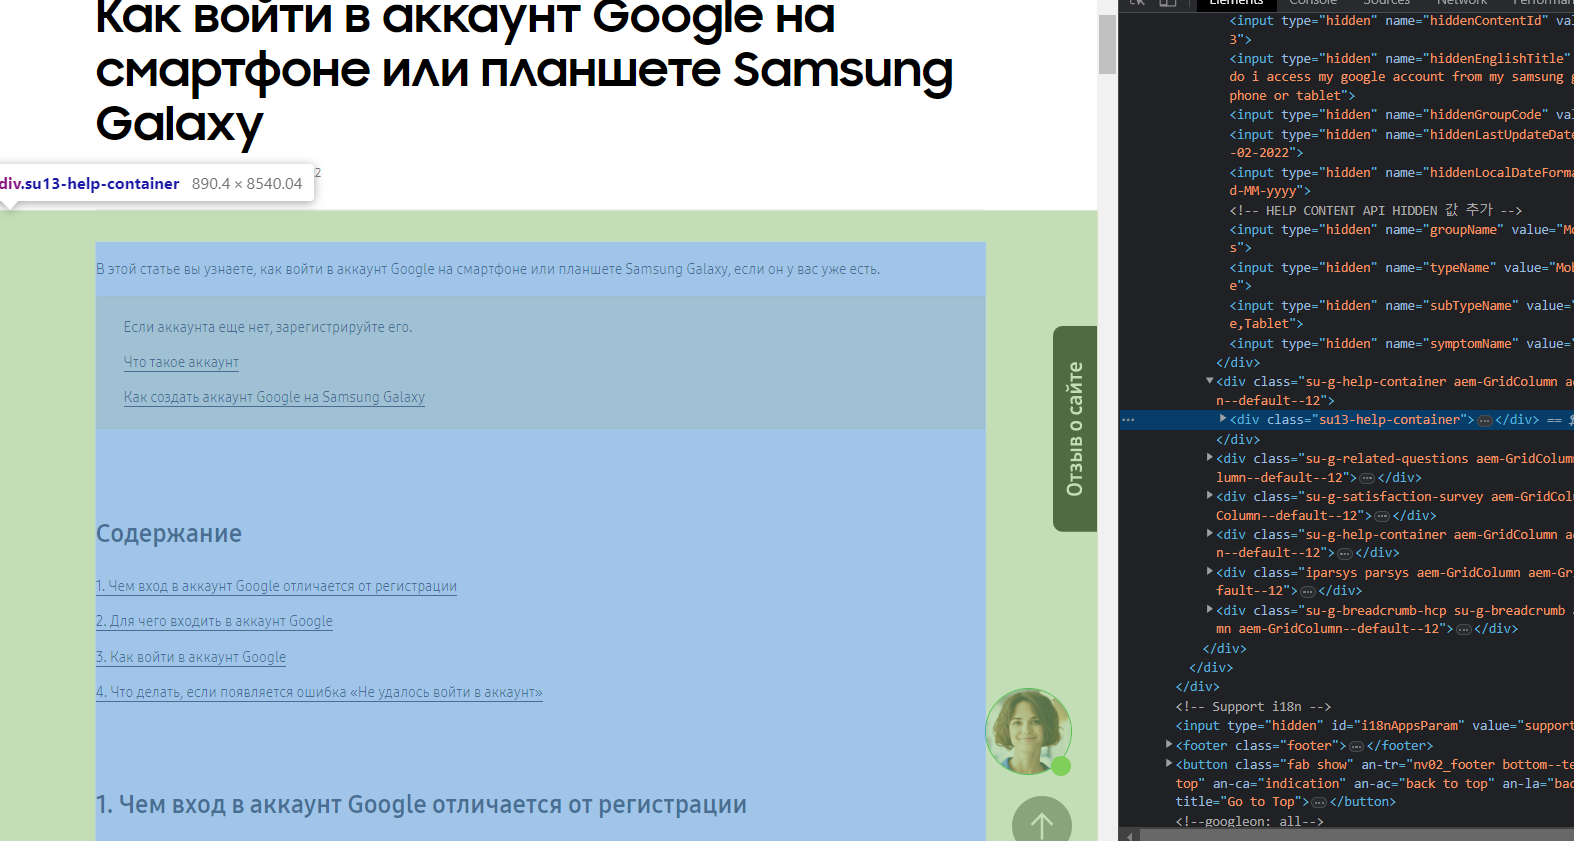 Как войти в аккаунт Google на
смартфоне или планшете Samsung
Galaxy
2
div.su13-help-container 890.4 × 8540.04
В этой статье вы узнаете, как войти в аккаунт Google на смартфоне или планшете Samsung Galaxy, если он у вас уже есть.
Если аккаунта еще нет, зарегистрируйте его.
Что такое аккаунт
Как создать аккаунт Google на Samsung Galaxy
Содержание
1. Чем вход в аккаунт Google отличается от регистрации
2. Для чего входить в аккаунт Google
3. Как войти в аккаунт Google
4. Что делать, если появляется ошибка «Не удалось войти в аккаунт»
1. Чем вход в аккаунт Google отличается от регистрации
Отзыв о сайте
Elements Console Sources Network
<input type="hidden" name="hiddenContentId"
3">
<input type="hidden" name="hiddenEnglishTitle"
do i access my google account from my samsung
phone or tablet">
<input type="hidden" name="hiddenGroupCode"
<input type="hidden" name="hiddenLastUpdateDate
-02-2022">
<input type="hidden" name="hiddenLocalDateForma
d-MM-yyyy">
<!-- HELP CONTENT API HIDDEN 값 추가 -->
<input type="hidden" name="groupName" value="Mo
s">
<input type="hidden" name="typeName" value="Mob
e">
<input type="hidden" name="subTypeName" value="
e,Tablet">
<input type="hidden" name="symptomName" value="
</div>
<div class="su-g-help-container aem-GridColumn
n--default--12">
<div class="su13-help-container">…</div> ==
</div>
<div class="su-g-related-questions aem-GridColum
lumn--default--12">…</div>
<div class="su-g-satisfaction-survey aem-GridCol
Column--default--12">…</div>
<div class="su-g-help-container aem-GridColumn
n--default--12">…</div>
<div class="iparsys parsys aem-GridColumn aem-Gr
fault--12">…</div>
<div class="su-g-breadcrumb-hcp su-g-breadcrumb
mn aem-GridColumn--default--12">…</div>
</div>
</div>
</div>
<!-- Support i18n -->
<input type="hidden" id="i18nAppsParam" value="support
<footer class="footer">…</footer>
<button class="fab show" an-tr="nv02_footer bottom--te
top" an-ca="indication" an-ac="back to top" an-la="bac
title="Go to Top">…</button>
<!--googleon: all-->